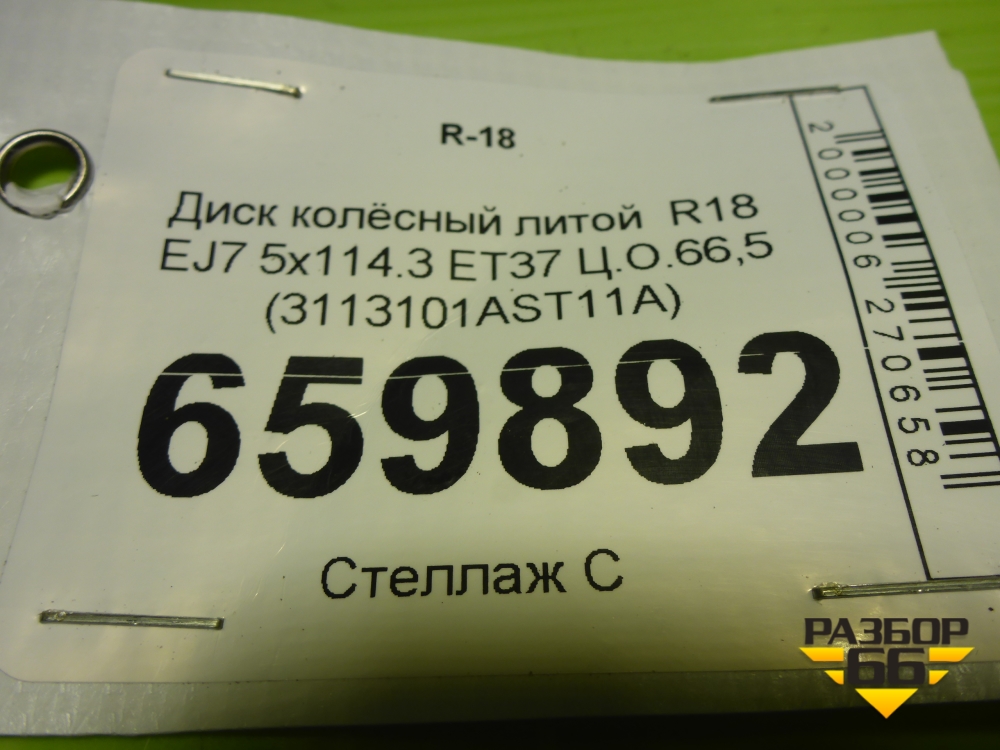 R-18
Диск колёсный литой R18
EJ7 5x114.3 ET37 Ц.О.66,5
(3113101AST11A)
659892
Стеллаж С
2000006270658
РАЗБОР
66